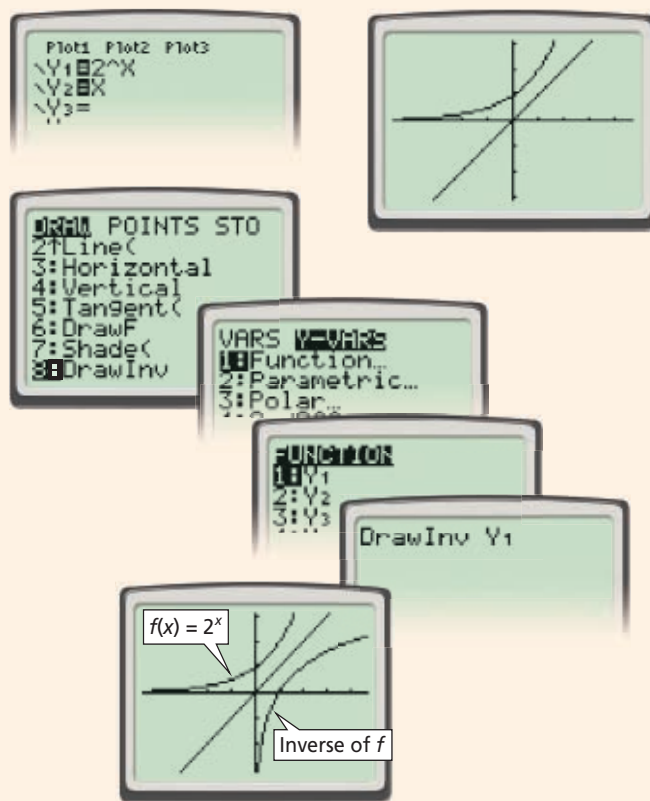 Plot1 Plot2 Plot3
\Y₁=2^X
\Y₂=X
\Y₃=
DRAW POINTS STO
2↑Line(
3:Horizontal
4:Vertical
5:Tangent(
6:DrawF
7:Shade(
8:DrawInv
VARS Y-VARS
1:Function…
2:Parametric…
3:Polar…
FUNCTION
1:Y₁
2:Y₂
3:Y₃
DrawInv Y₁
f(x) = 2ˣ
Inverse of f